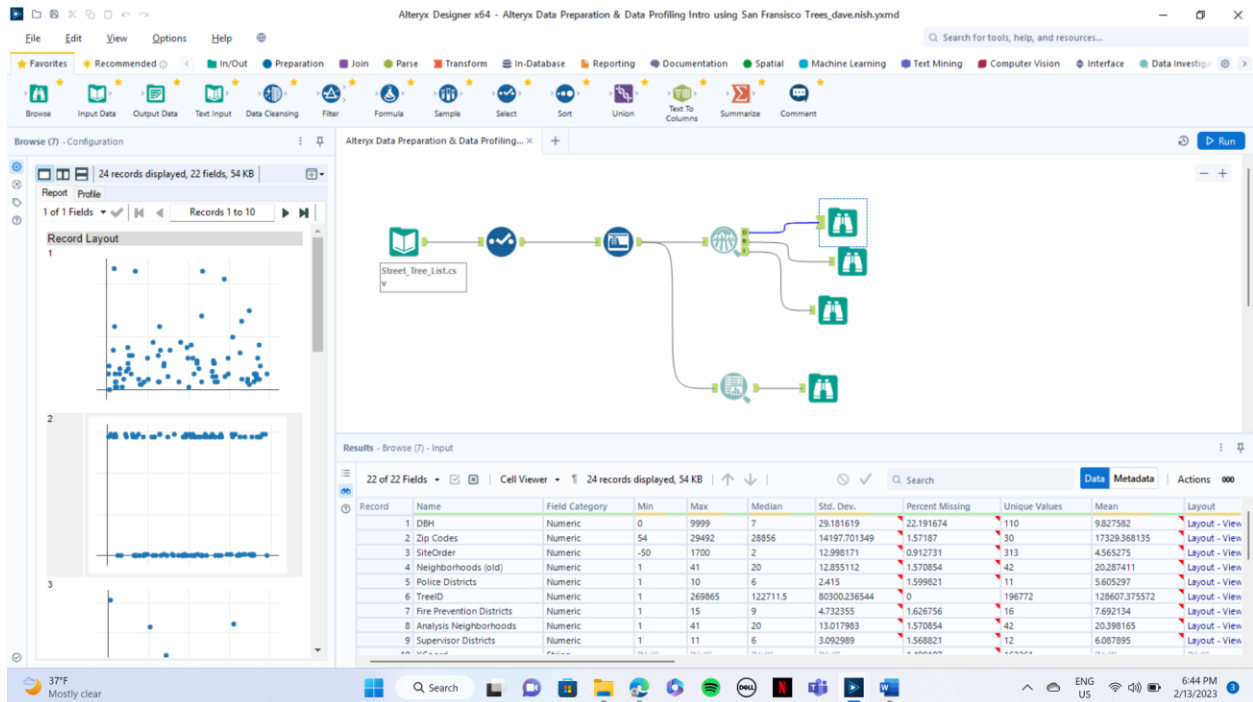 Alteryx Designer x64 - Alteryx Data Preparation & Data Profiling Intro using San Fransisco Trees_dave.nish.yxmd
File Edit View Options Help
Search for tools, help, and resources...
Favorites Recommended In/Out Preparation Join Parse Transform In-Database Reporting Documentation Spatial Machine Learning Text Mining Computer Vision Interface Data Investiga
Browse Input Data Output Data Text Input Data Cleansing Filter Formula Sample Select Sort Union Text To Columns Summarize Comment
Browse (7) - Configuration
Alteryx Data Preparation & Data Profiling... ×
Run
24 records displayed, 22 fields, 54 KB
Report Profile
1 of 1 Fields Records 1 to 10
Record Layout
1
2
3
Street_Tree_List.cs
v
O
R
I
Results - Browse (7) - Input
22 of 22 Fields Cell Viewer 24 records displayed, 54 KB Search Data Metadata Actions 000
Record Name Field Category Min Max Median Std. Dev. Percent Missing Unique Values Mean Layout
1 DBH Numeric 0 9999 7 29.181619 22.191674 110 9.827582 Layout - View
2 Zip Codes Numeric 54 29492 28856 14197.701349 1.57187 30 17329.368135 Layout - View
3 SiteOrder Numeric -50 1700 2 12.998171 0.912731 313 4.565275 Layout - View
4 Neighborhoods (old) Numeric 1 41 20 12.855112 1.570854 42 20.287411 Layout - View
5 Police Districts Numeric 1 10 6 2.415 1.599821 11 5.605297 Layout - View
6 TreeID Numeric 1 269865 122711.5 80300.236544 0 196772 128607.375572 Layout - View
7 Fire Prevention Districts Numeric 1 15 9 4.732355 1.626756 16 7.692134 Layout - View
8 Analysis Neighborhoods Numeric 1 41 20 13.017983 1.570854 42 20.398165 Layout - View
9 Supervisor Districts Numeric 1 11 6 3.092989 1.568821 12 6.087895 Layout - View
37°F
Mostly clear
Search
DELL
N
ENG
US
6:44 PM
2/13/2023
3